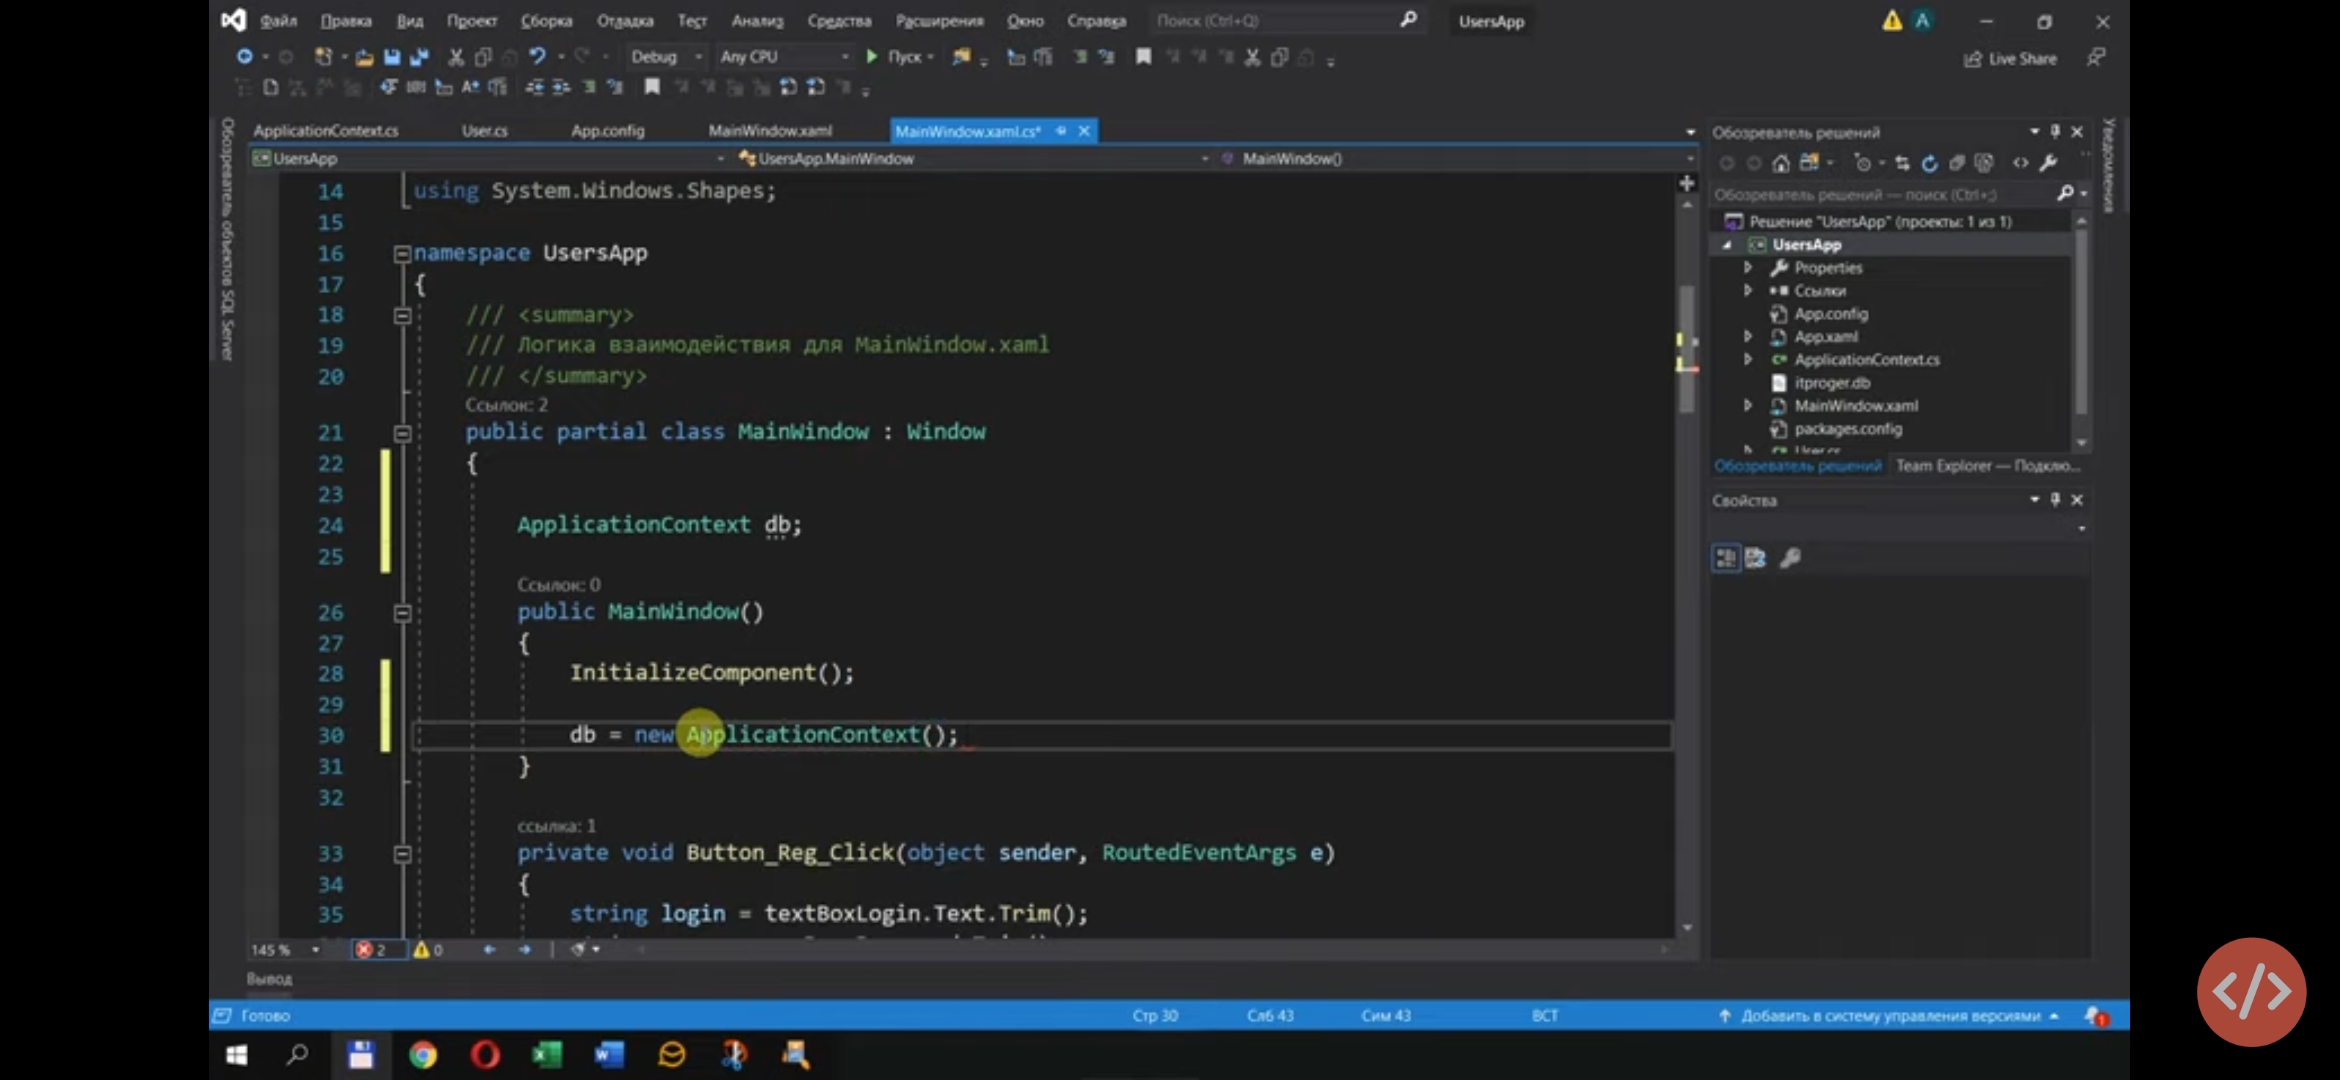 Файл Правка Вид Проект Сборка Отладка Тест Анализ Средства Расширения Окно Справка Поиск (Ctrl+Q) UsersApp A
Debug Any CPU Пуск Live Share
ApplicationContext.cs User.cs App.config MainWindow.xaml MainWindow.xaml.cs*
UsersApp UsersApp.MainWindow MainWindow()
Обозреватель объектов SQL Server
14 using System.Windows.Shapes;
15
16 namespace UsersApp
17 {
18 /// <summary>
19 /// Логика взаимодействия для MainWindow.xaml
20 /// </summary>
Ссылок: 2
21 public partial class MainWindow : Window
22 {
23
24 ApplicationContext db;
25
Ссылок: 0
26 public MainWindow()
27 {
28 InitializeComponent();
29
30 db = new ApplicationContext();
31 }
32
ссылка: 1
33 private void Button_Reg_Click(object sender, RoutedEventArgs e)
34 {
35 string login = textBoxLogin.Text.Trim();
145 % 2 0
Вывод
Обозреватель решений
Обозреватель решений — поиск (Ctrl+;)
Решение "UsersApp" (проекты: 1 из 1)
UsersApp
Properties
Ссылки
App.config
App.xaml
ApplicationContext.cs
itproger.db
MainWindow.xaml
packages.config
User.cs
Обозреватель решений Team Explorer — Подклю...
Свойства
Уведомления
Готово Стр 30 Слб 43 Сим 43 ВСТ Добавить в систему управления версиями 1